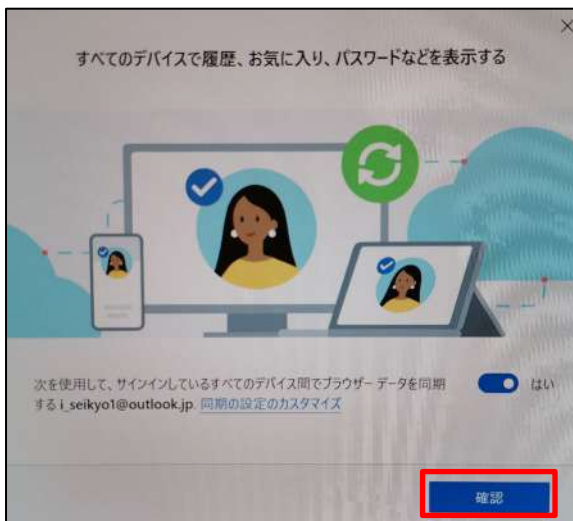 すべてのデバイスで履歴、お気に入り、パスワードなどを表示する
次を使用して、サインインしているすべてのデバイス間でブラウザー データを同期
する i_seikyo1@outlook.jp. 同期の設定のカスタマイズ
はい
確認